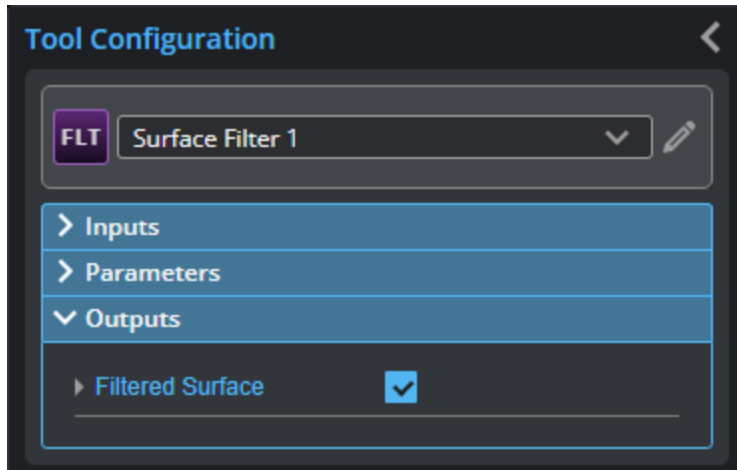 Tool Configuration
FLT Surface Filter 1
Inputs
Parameters
Outputs
Filtered Surface